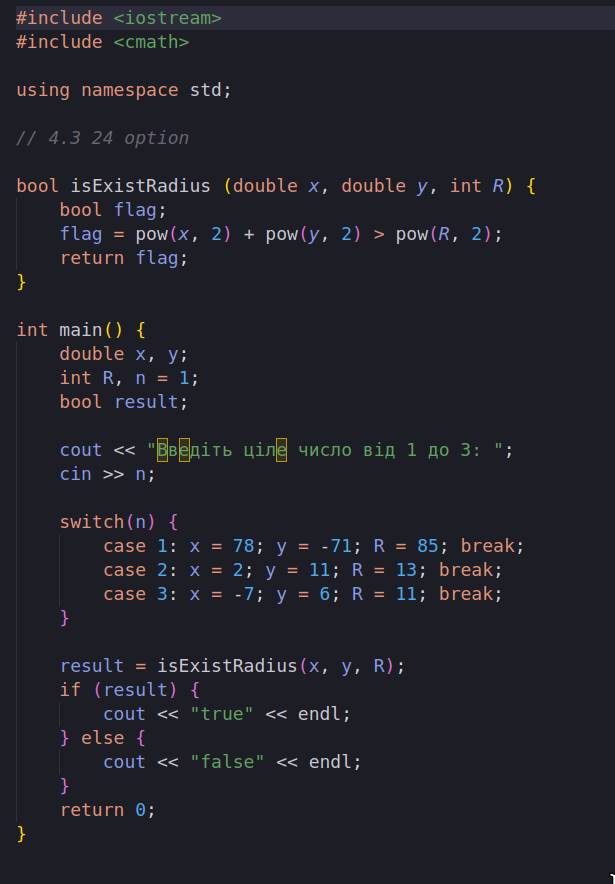 #include <iostream>
#include <cmath>

using namespace std;

// 4.3 24 option

bool isExistRadius (double x, double y, int R) {
    bool flag;
    flag = pow(x, 2) + pow(y, 2) > pow(R, 2);
    return flag;
}

int main() {
    double x, y;
    int R, n = 1;
    bool result;

    cout << "Введіть ціле число від 1 до 3: ";
    cin >> n;

    switch(n) {
        case 1: x = 78; y = -71; R = 85; break;
        case 2: x = 2; y = 11; R = 13; break;
        case 3: x = -7; y = 6; R = 11; break;
    }

    result = isExistRadius(x, y, R);
    if (result) {
        cout << "true" << endl;
    } else {
        cout << "false" << endl;
    }
    return 0;
}